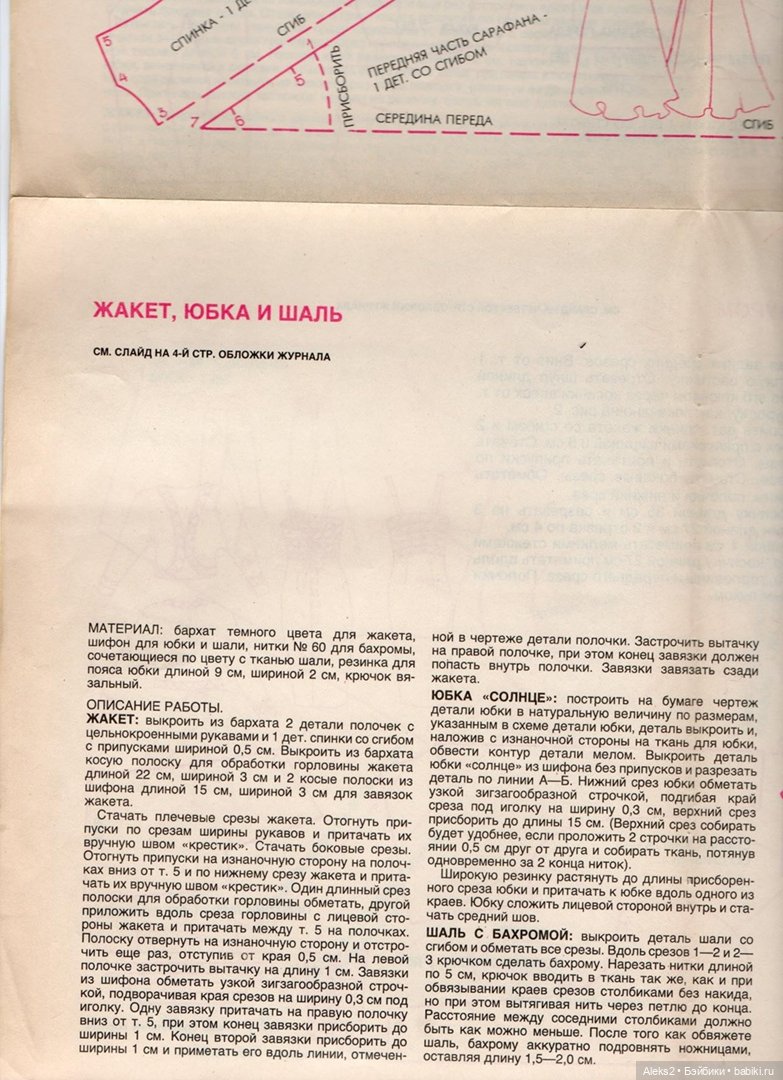 5
4
3
СПИНКА - 1 ДЕ
СГИБ
1
5
7
6
ПРИСБОРИТЬ
ПЕРЕДНЯЯ ЧАСТЬ САРАФАНА -
1 ДЕТ. СО СГИБОМ
СЕРЕДИНА ПЕРЕДА
СГИБ
ЖАКЕТ, ЮБКА И ШАЛЬ
СМ. СЛАЙД НА 4-Й СТР. ОБЛОЖКИ ЖУРНАЛА
МАТЕРИАЛ: бархат темного цвета для жакета,
шифон для юбки и шали, нитки № 60 для бахромы,
сочетающиеся по цвету с тканью шали, резинка для
пояса юбки длиной 9 см, шириной 2 см, крючок вя-
зальный.
ОПИСАНИЕ РАБОТЫ.
ЖАКЕТ: выкроить из бархата 2 детали полочек с
цельнокроенными рукавами и 1 дет. спинки со сгибом
с припусками шириной 0,5 см. Выкроить из бархата
косую полоску для обработки горловины жакета
длиной 22 см, шириной 3 см и 2 косые полоски из
шифона длиной 15 см, шириной 3 см для завязок
жакета.
Стачать плечевые срезы жакета. Отогнуть при-
пуски по срезам ширины рукавов и притачать их
вручную швом «крестик». Стачать боковые срезы.
Отогнуть припуски на изнаночную сторону на полоч-
ках вниз от т. 5 и по нижнему срезу жакета и прита-
чать их вручную швом «крестик». Один длинный срез
полоски для обработки горловины обметать, другой
приложить вдоль среза горловины с лицевой сто-
роны жакета и притачать между т. 5 на полочках.
Полоску отвернуть на изнаночную сторону и отстро-
чить еще раз, отступив от края 0,5 см. На левой
полочке застрочить вытачку на длину 1 см. Завязки
из шифона обметать узкой зигзагообразной строч-
кой, подворачивая края срезов на ширину 0,3 см под
иголку. Одну завязку притачать на правую полочку
вниз от т. 5, при этом конец завязки присборить до
ширины 1 см. Конец второй завязки присборить до
ширины 1 см и приметать его вдоль линии, отмечен-
ной в чертеже детали полочки. Застрочить вытачку
на правой полочке, при этом конец завязки должен
попасть внутрь полочки. Завязки завязать сзади
жакета.
ЮБКА «СОЛНЦЕ»: построить на бумаге чертеж
детали юбки в натуральную величину по размерам,
указанным в схеме детали юбки, деталь выкроить и,
наложив с изнаночной стороны на ткань для юбки,
обвести контур детали мелом. Выкроить деталь
юбки «солнце» из шифона без припусков и разрезать
деталь по линии А—Б. Нижний срез юбки обметать
узкой зигзагообразной строчкой, подгибая край
среза под иголку на ширину 0,3 см, верхний срез
присборить до длины 15 см. (Верхний срез собирать
будет удобнее, если проложить 2 строчки на рассто-
янии 0,5 см друг от друга и собирать ткань, потянув
одновременно за 2 конца ниток).
Широкую резинку растянуть до длины присборен-
ного среза юбки и притачать к юбке вдоль одного из
краев. Юбку сложить лицевой стороной внутрь и ста-
чать средний шов.
ШАЛЬ С БАХРОМОЙ: выкроить деталь шали со
сгибом и обметать все срезы. Вдоль срезов 1—2 и 2—
3 крючком сделать бахрому. Нарезать нитки длиной
по 5 см, крючок вводить в ткань так же, как и при
обвязывании краев срезов столбиками без накида,
но при этом вытягивая нить через петлю до конца.
Расстояние между соседними столбиками должно
быть как можно меньше. После того как обвяжете
шаль, бахрому аккуратно подровнять ножницами,
оставляя длину 1,5—2,0 см.
Aleks2 • Бэйбики • babiki.ru